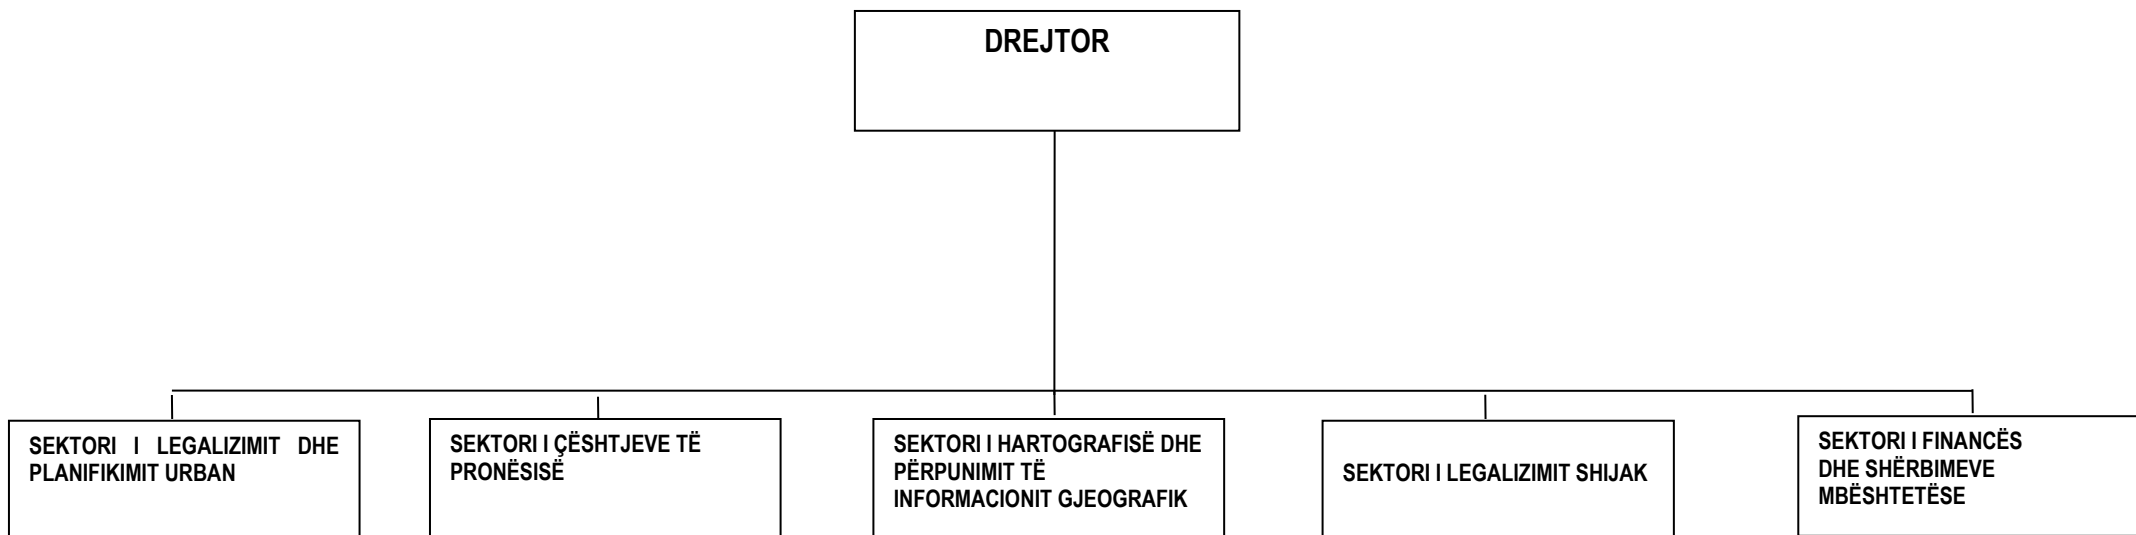 DREJTOR
SEKTORI I LEGALIZIMIT DHE
PLANIFIKIMIT URBAN
SEKTORI I ÇËSHTJEVE TË
PRONËSISË
SEKTORI I HARTOGRAFISË DHE
PËRPUNIMIT TË
INFORMACIONIT GJEOGRAFIK
SEKTORI I LEGALIZIMIT SHIJAK
SEKTORI I FINANCËS
DHE SHËRBIMEVE
MBËSHTETËSE